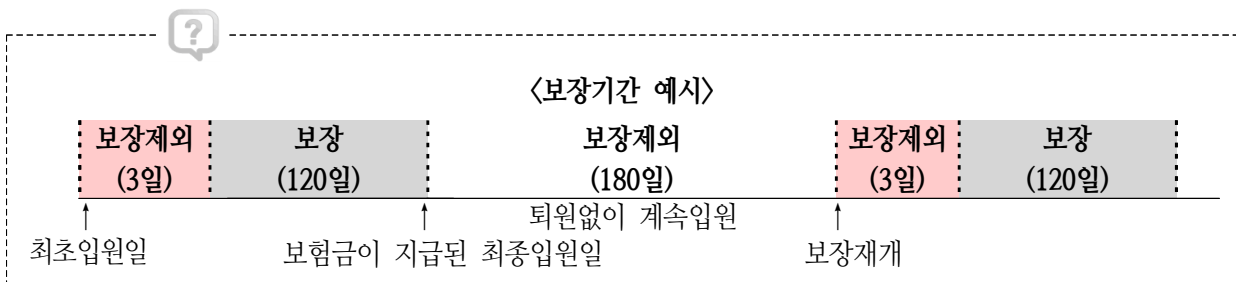 ?
〈보장기간 예시〉
보장제외 보장 보장제외 보장제외 보장
(3일) (120일) (180일) (3일) (120일)
퇴원없이 계속입원
최초입원일 보험금이 지급된 최종입원일 보장재개